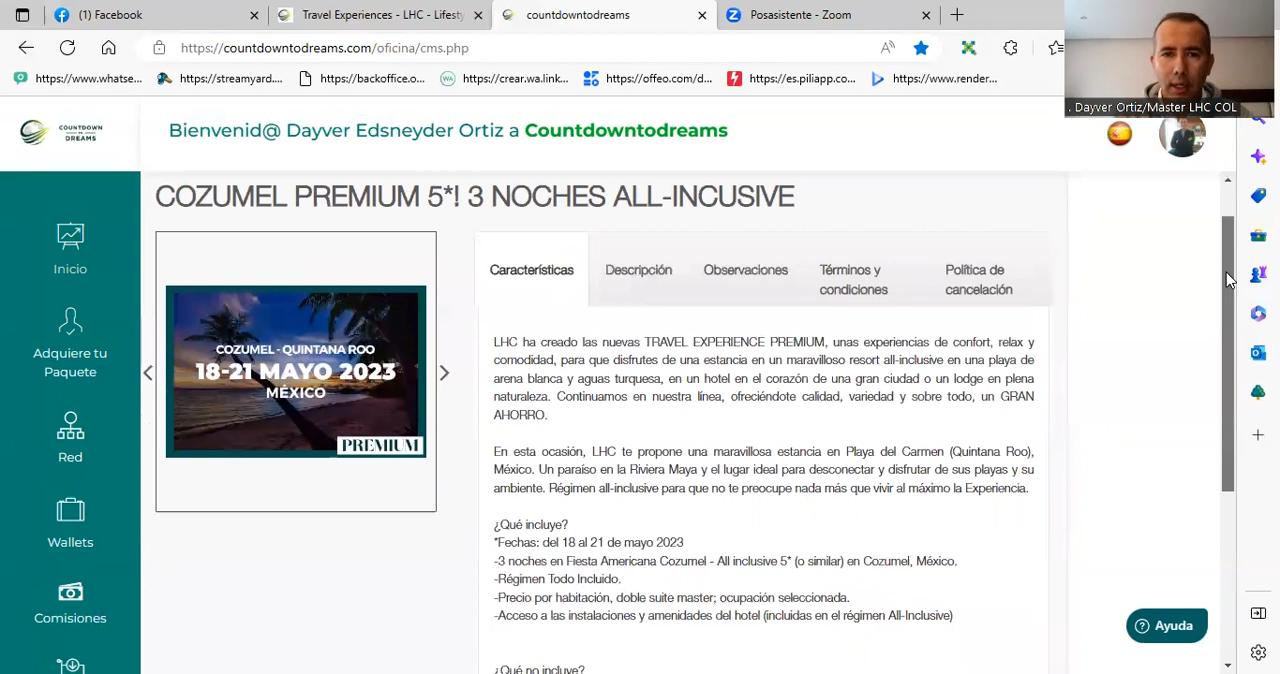 (1) Facebook
Travel Experiences - LHC - Lifesty
countdowntodreams
Posasistente - Zoom
https://countdowntodreams.com/oficina/cms.php
https://www.whatse...
https://streamyard....
https://backoffice.o...
https://crear.wa.link...
https://offeo.com/d...
https://es.piliapp.co...
https://www.render...
. Dayver Ortiz/Master LHC COL
COUNTDOWN
TO
DREAMS
Bienvenid@ Dayver Edsneyder Ortiz a Countdowntodreams
Inicio
Adquiere tu
Paquete
Red
Wallets
Comisiones
COZUMEL PREMIUM 5*! 3 NOCHES ALL-INCUSIVE
COZUMEL - QUINTANA ROO
18-21 MAYO 2023
MÉXICO
PREMIUM
Características
Descripción
Observaciones
Términos y
condiciones
Política de
cancelación
LHC ha creado las nuevas TRAVEL EXPERIENCE PREMIUM, unas experiencias de confort, relax y
comodidad, para que disfrutes de una estancia en un maravilloso resort all-inclusive en una playa de
arena blanca y aguas turquesa, en un hotel en el corazón de una gran ciudad o un lodge en plena
naturaleza. Continuamos en nuestra línea, ofreciéndote calidad, variedad y sobre todo, un GRAN
AHORRO.
En esta ocasión, LHC te propone una maravillosa estancia en Playa del Carmen (Quintana Roo),
México. Un paraíso en la Riviera Maya y el lugar ideal para desconectar y disfrutar de sus playas y su
ambiente. Régimen all-inclusive para que no te preocupe nada más que vivir al máximo la Experiencia.
¿Qué incluye?
*Fechas: del 18 al 21 de mayo 2023
-3 noches en Fiesta Americana Cozumel - All inclusive 5* (o similar) en Cozumel, México.
-Régimen Todo Incluido.
-Precio por habitación, doble suite master; ocupación seleccionada.
-Acceso a las instalaciones y amenidades del hotel (incluidas en el régimen All-Inclusive)
¿Qué no incluye?
Ayuda